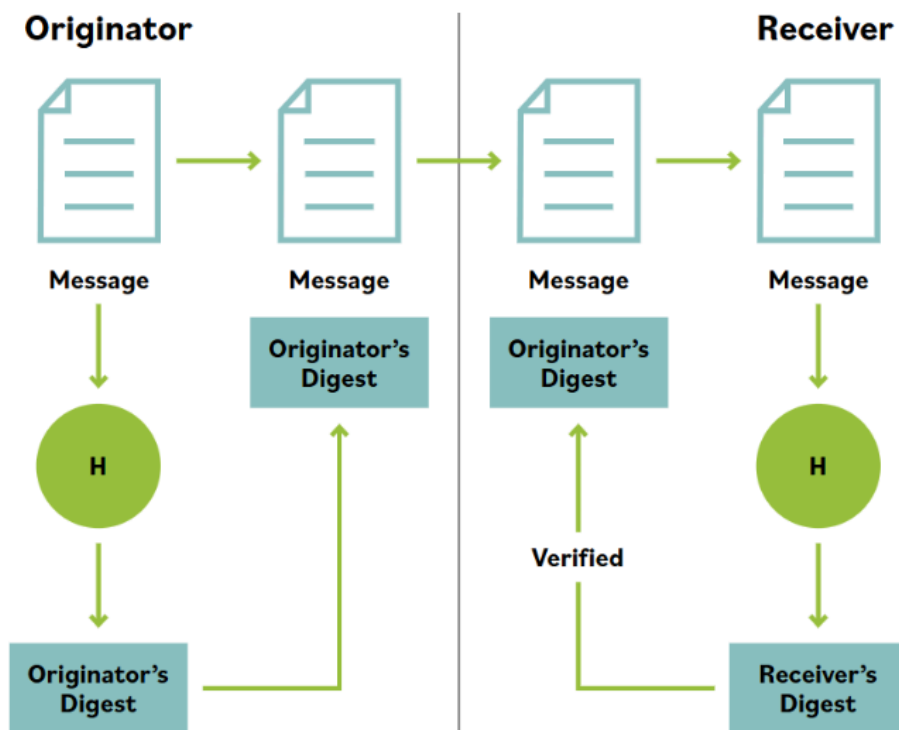 Originator
Receiver
Message
Message
Message
Message
Originator's
Digest
Originator's
Digest
H
H
Verified
Originator's
Digest
Receiver's
Digest